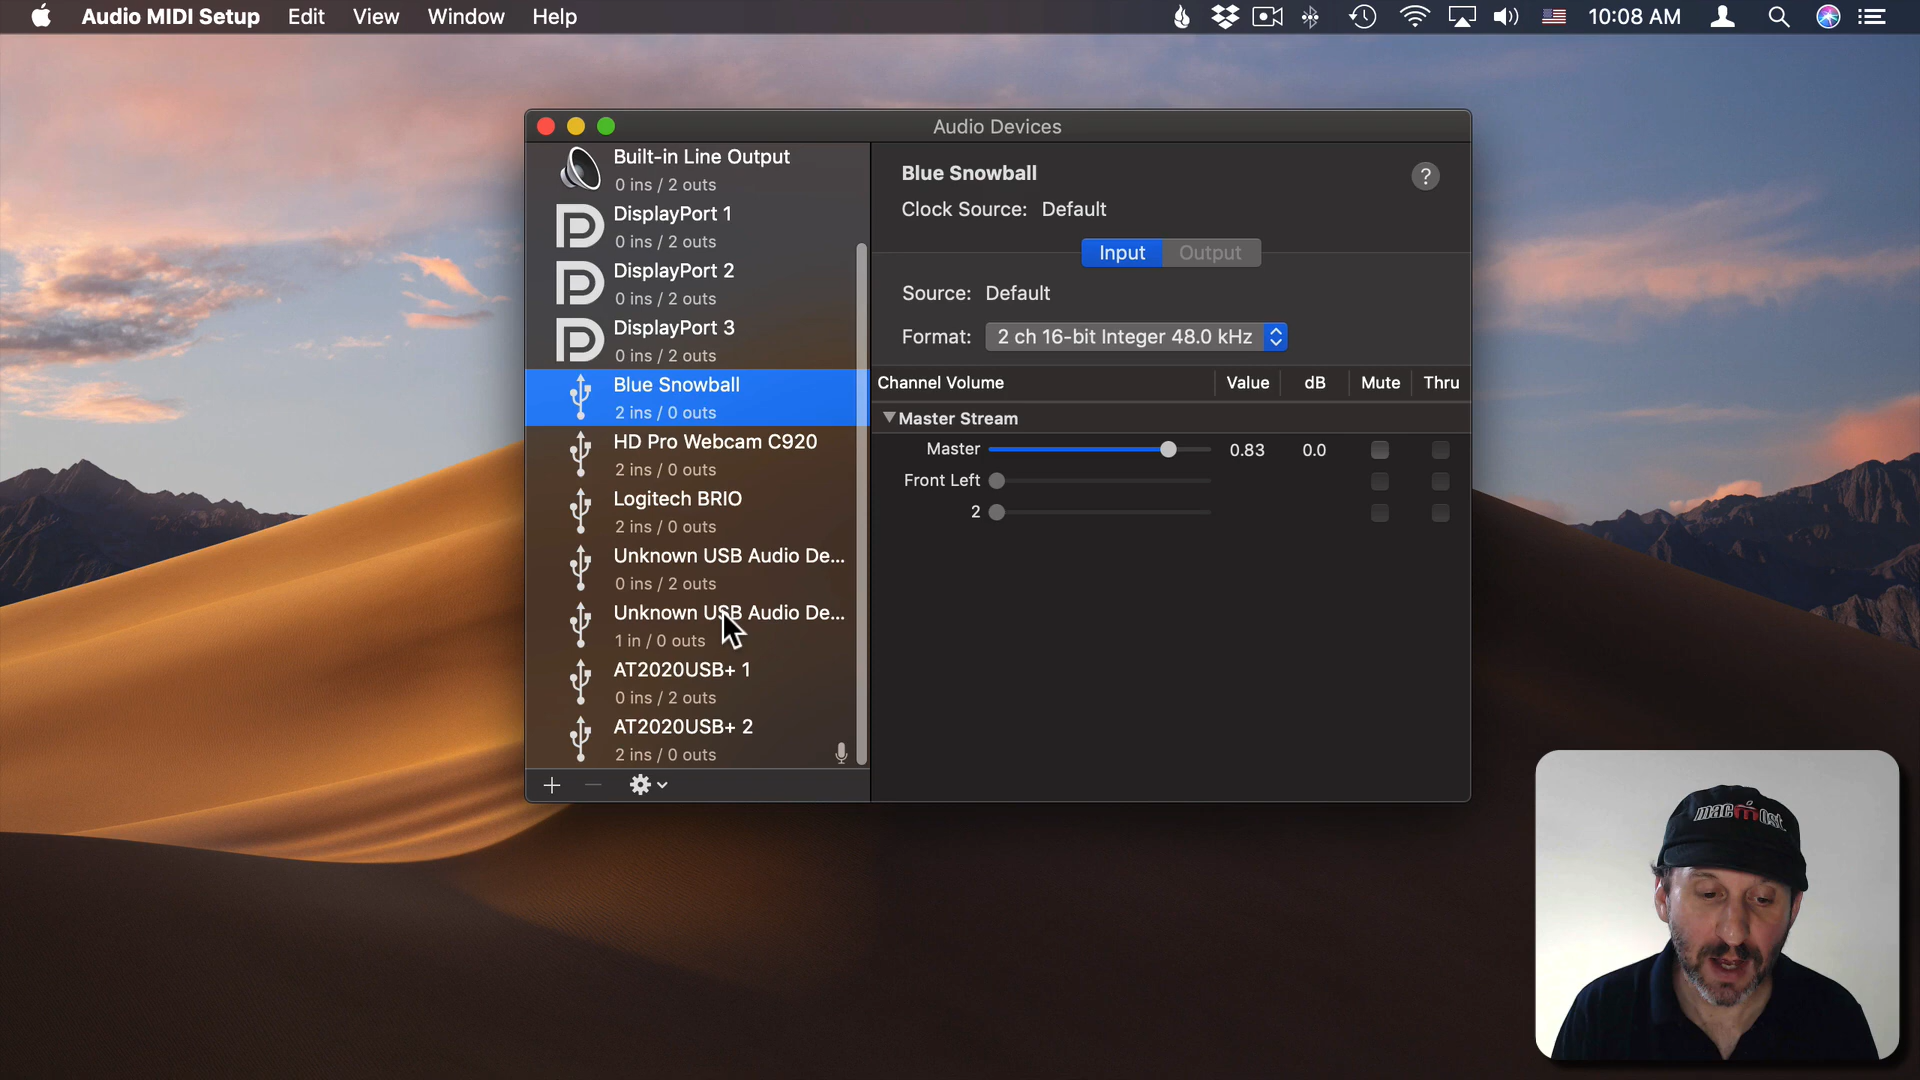 Audio MIDI Setup Edit View Window Help 10:08 AM
Audio Devices
Built-in Line Output
0 ins / 2 outs
DisplayPort 1
0 ins / 2 outs
DisplayPort 2
0 ins / 2 outs
DisplayPort 3
0 ins / 2 outs
Blue Snowball
2 ins / 0 outs
HD Pro Webcam C920
2 ins / 0 outs
Logitech BRIO
2 ins / 0 outs
Unknown USB Audio De...
0 ins / 2 outs
Unknown USB Audio De...
1 in / 0 outs
AT2020USB+ 1
0 ins / 2 outs
AT2020USB+ 2
2 ins / 0 outs
Blue Snowball
?
Clock Source: Default
Input Output
Source: Default
Format: 2 ch 16-bit Integer 48.0 kHz
Channel Volume Value dB Mute Thru
Master Stream
Master 0.83 0.0
Front Left
2
macmost